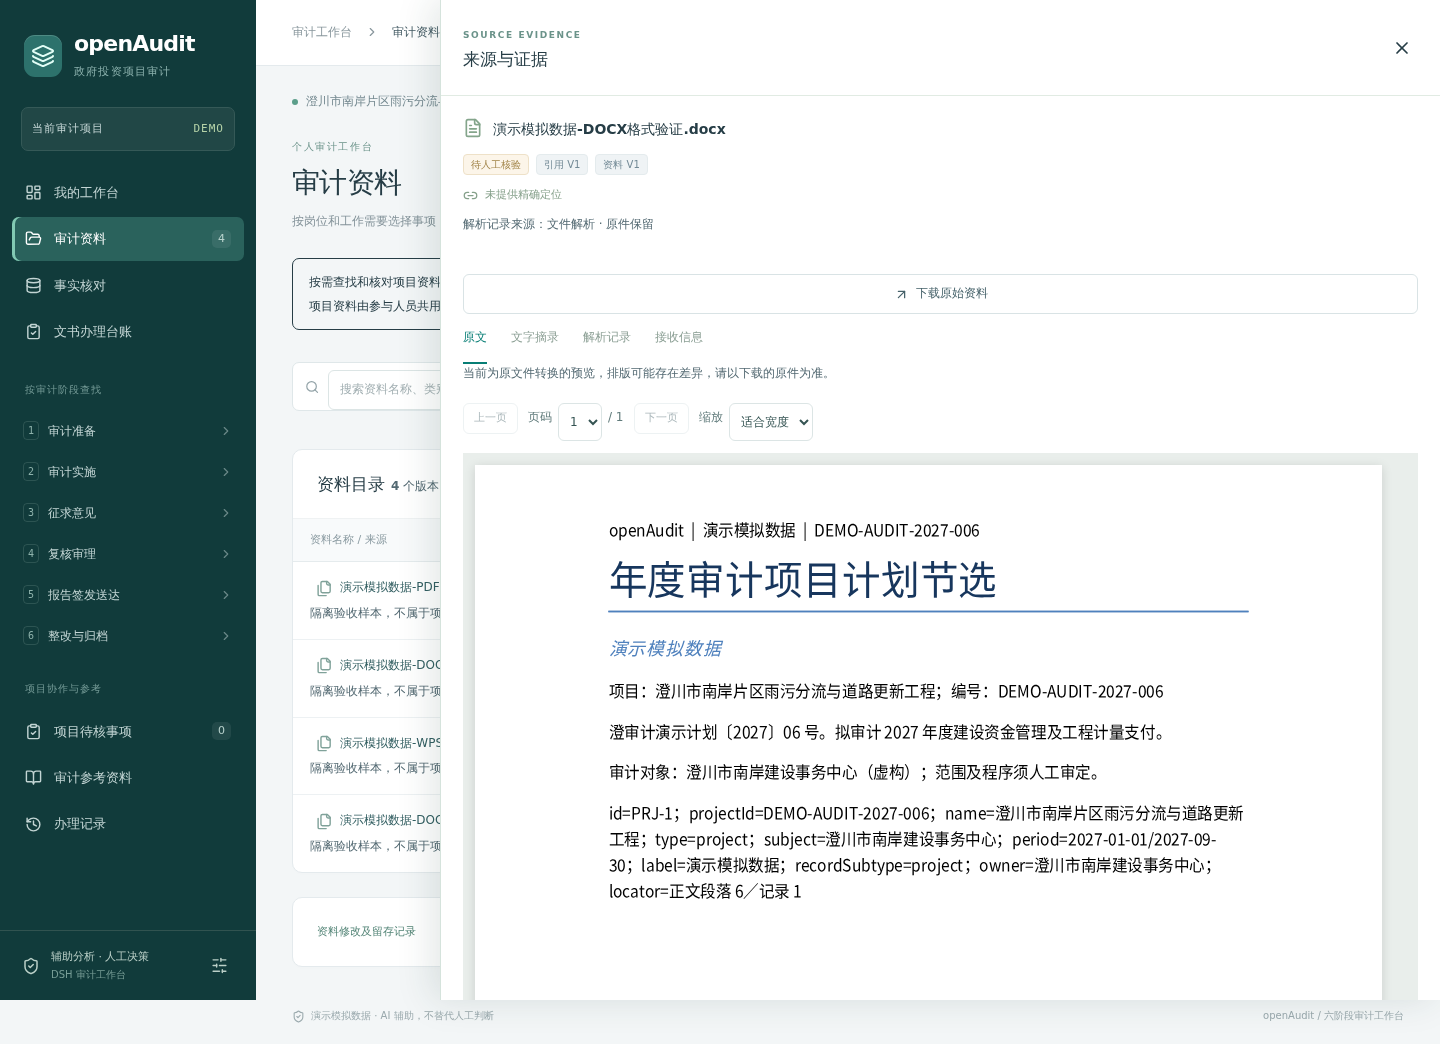 openAudit
政府投资项目审计
当前审计项目 DEMO
我的工作台
审计资料 4
事实核对
文书办理台账
按审计阶段查找
1 审计准备
2 审计实施
3 征求意见
4 复核审理
5 报告签发送达
6 整改与归档
项目协作与参考
项目待核事项 0
审计参考资料
办理记录
辅助分析 · 人工决策
DSH 审计工作台
审计工作台 > 审计资料
澄川市南岸片区雨污分流
个人审计工作台
审计资料
按岗位和工作需要选择事项
按需查找和核对项目资料
项目资料由参与人员共用
搜索资料名称、类
资料目录 4 个版本
资料名称 / 来源
演示模拟数据-PDF
隔离验收样本，不属于项
演示模拟数据-DOC
隔离验收样本，不属于项
演示模拟数据-WPS
隔离验收样本，不属于项
演示模拟数据-DOC
隔离验收样本，不属于项
资料修改及留存记录
SOURCE EVIDENCE
来源与证据
演示模拟数据-DOCX格式验证.docx
待人工核验 引用 V1 资料 V1
未提供精确定位
解析记录来源：文件解析 · 原件保留
下载原始资料
原文 文字摘录 解析记录 接收信息
当前为原文件转换的预览，排版可能存在差异，请以下载的原件为准。
上一页 页码 1 / 1 下一页 缩放 适合宽度
openAudit｜演示模拟数据｜DEMO-AUDIT-2027-006
年度审计项目计划节选
演示模拟数据
项目：澄川市南岸片区雨污分流与道路更新工程；编号：DEMO-AUDIT-2027-006
澄审计演示计划〔2027〕06 号。拟审计 2027 年度建设资金管理及工程计量支付。
审计对象：澄川市南岸建设事务中心（虚构）；范围及程序须人工审定。
id=PRJ-1；projectId=DEMO-AUDIT-2027-006；name=澄川市南岸片区雨污分流与道路更新
工程；type=project；subject=澄川市南岸建设事务中心；period=2027-01-01/2027-09-
30；label=演示模拟数据；recordSubtype=project；owner=澄川市南岸建设事务中心；
locator=正文段落 6／记录 1
演示模拟数据 · AI 辅助，不替代人工判断
openAudit / 六阶段审计工作台